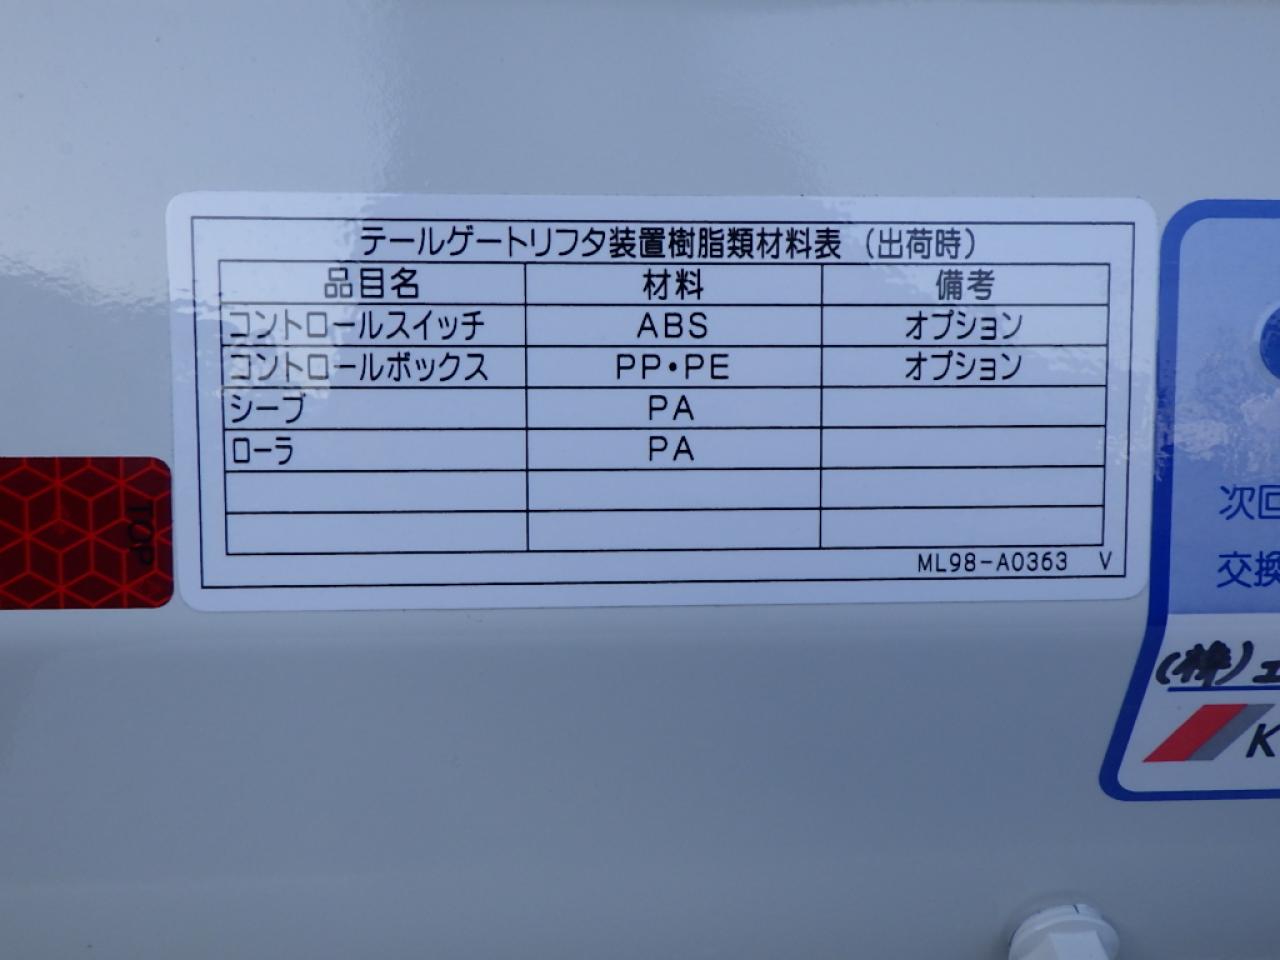 テールゲートリフタ装置樹脂類材料表（出荷時）
品目名 材料 備考
コントロールスイッチ ABS オプション
コントロールボックス PP・PE オプション
シーブ PA
ローラ PA
ML98-A0363 V
TOP
次回
交換
(株)エ
K